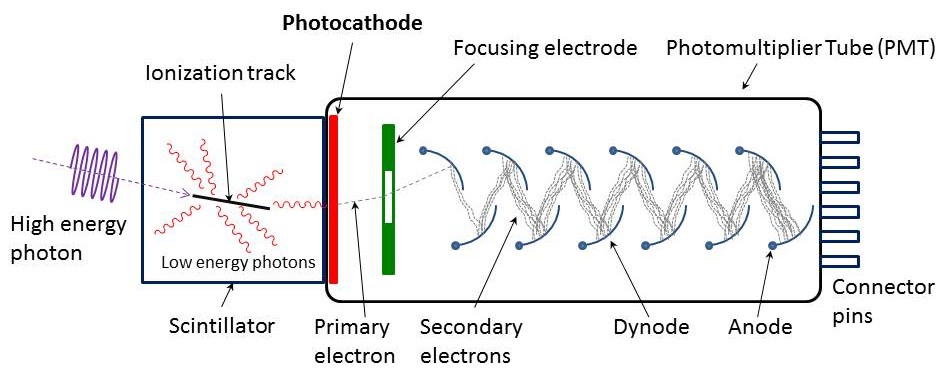 Photocathode
Focusing electrode
Photomultiplier Tube (PMT)
Ionization track
High energy
photon
Low energy photons
Scintillator
Primary
electron
Secondary
electrons
Dynode
Anode
Connector
pins